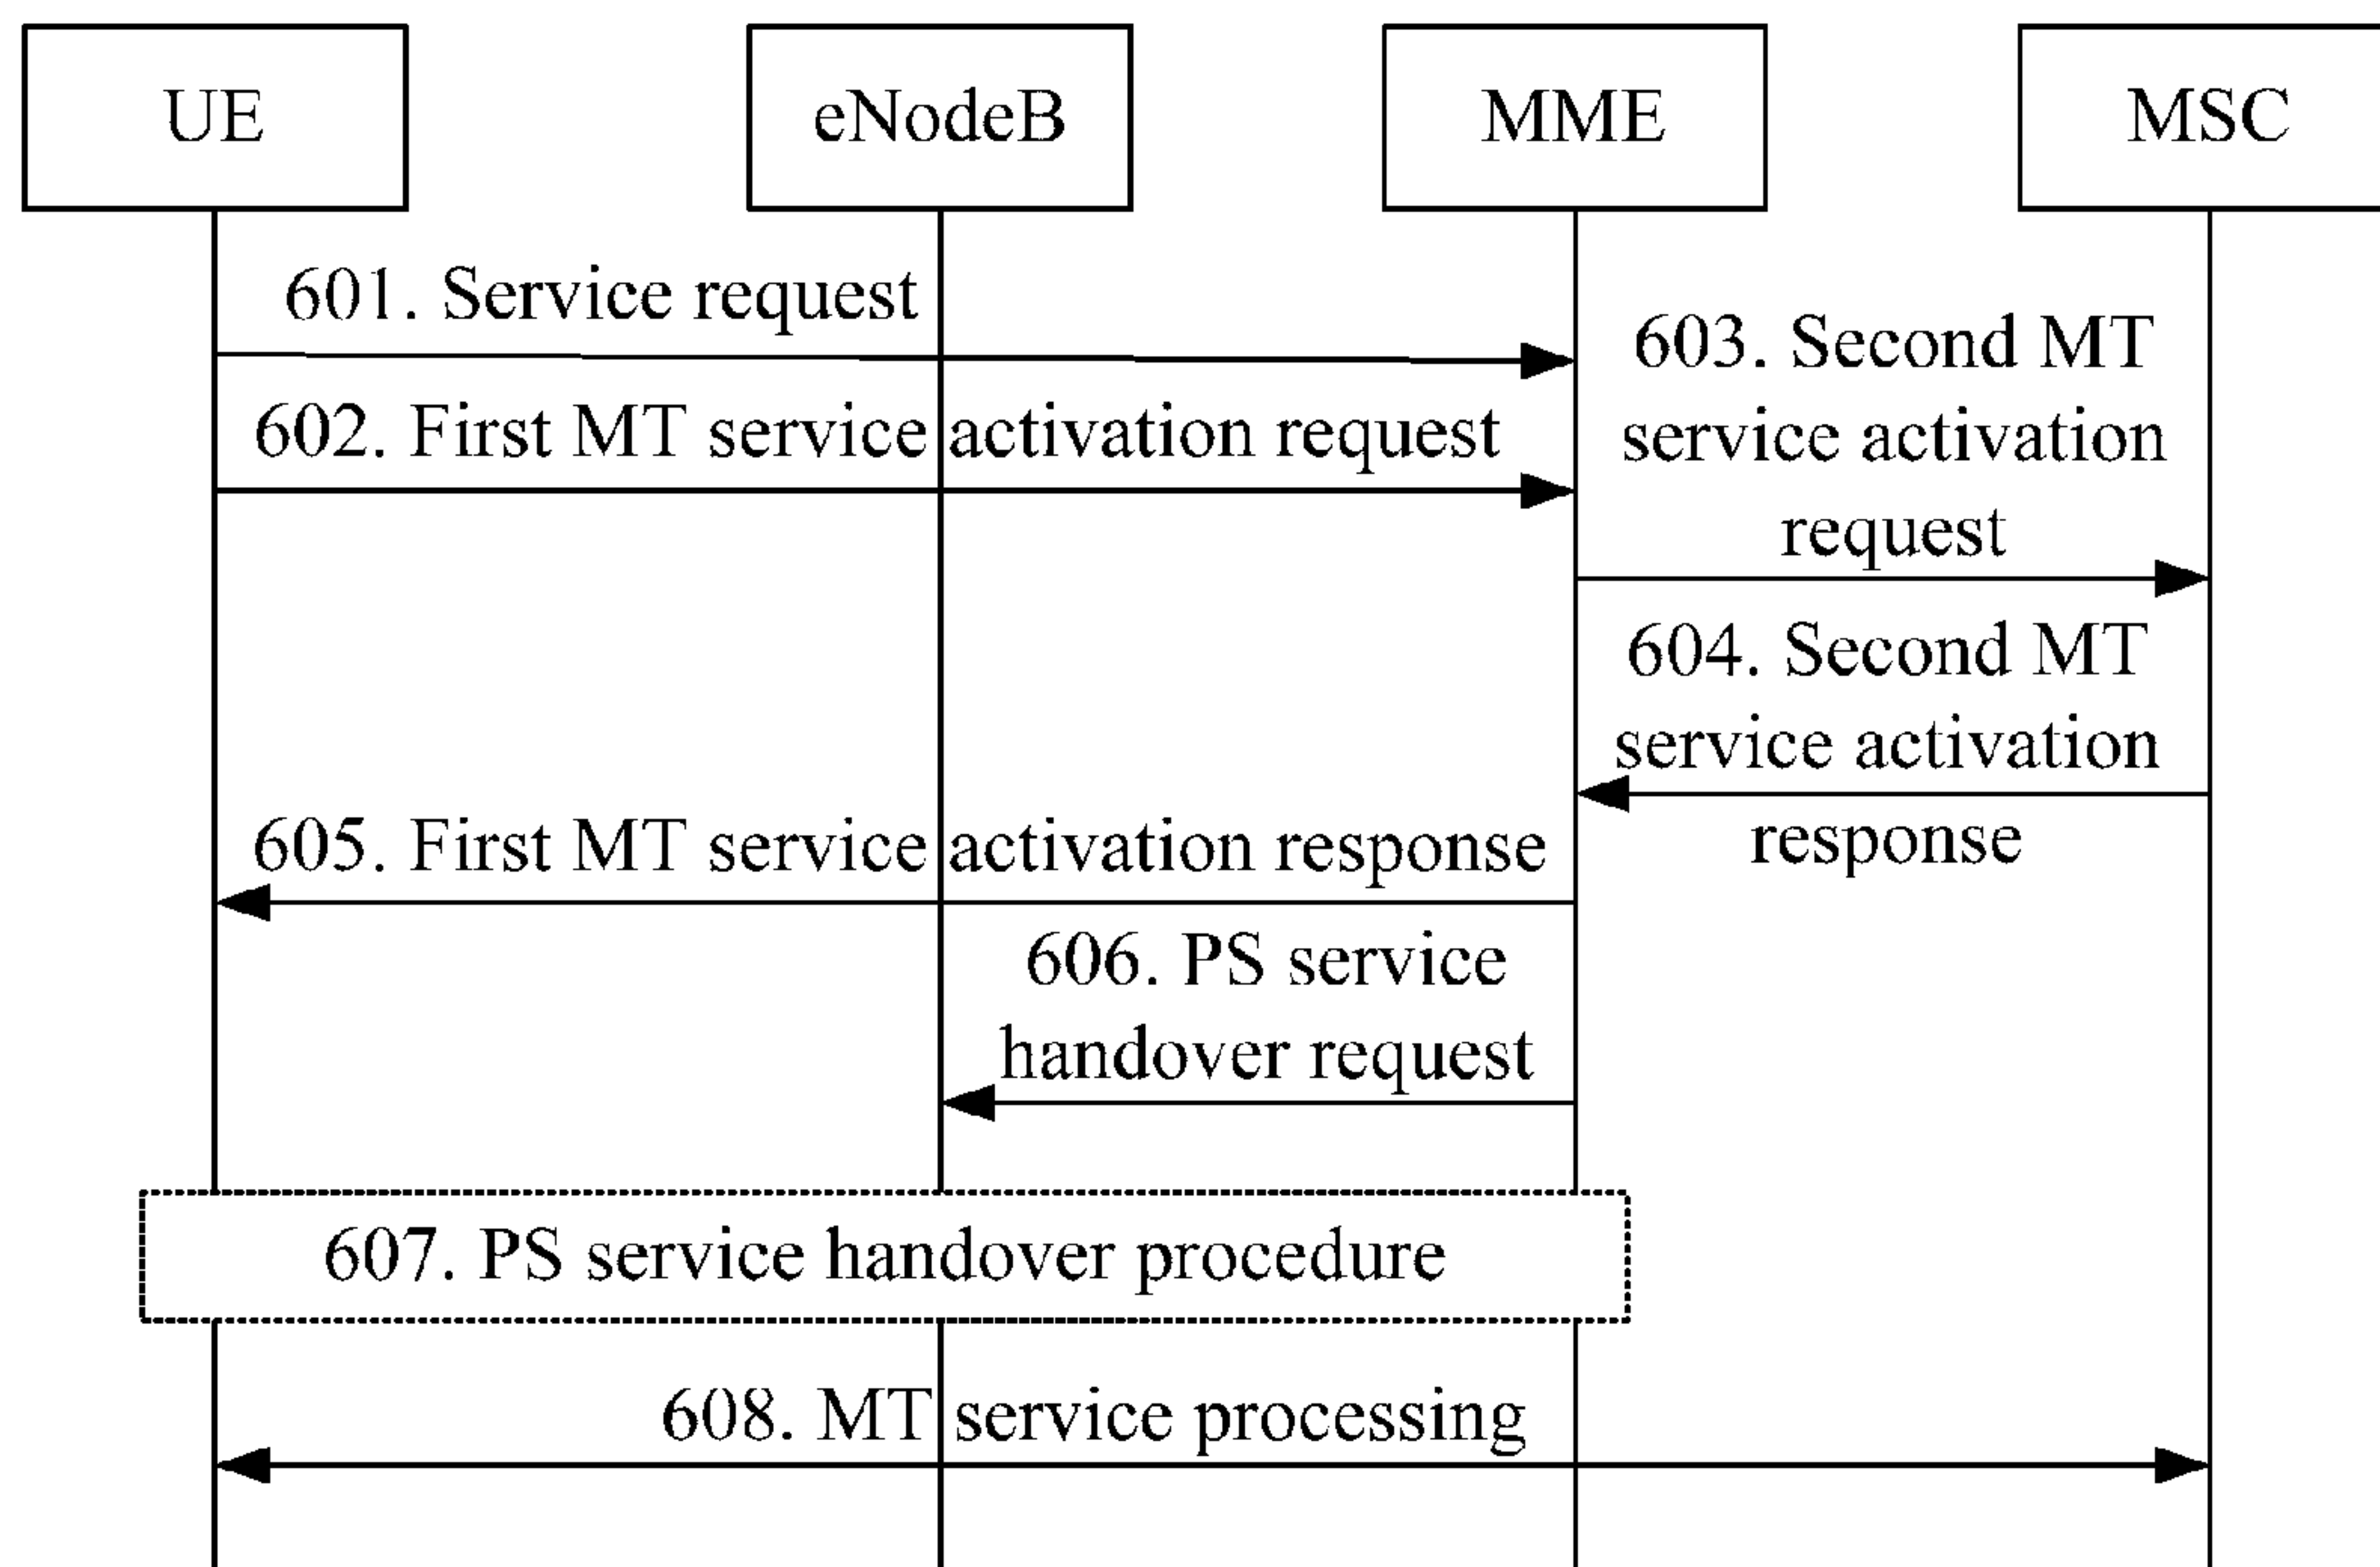 UE
eNodeB
MME
MSC
601. Service request
602. First MT service activation request
603. Second MT
service activation
request
604. Second MT
service activation
response
605. First MT service activation response
606. PS service
handover request
607. PS service handover procedure
608. MT service processing